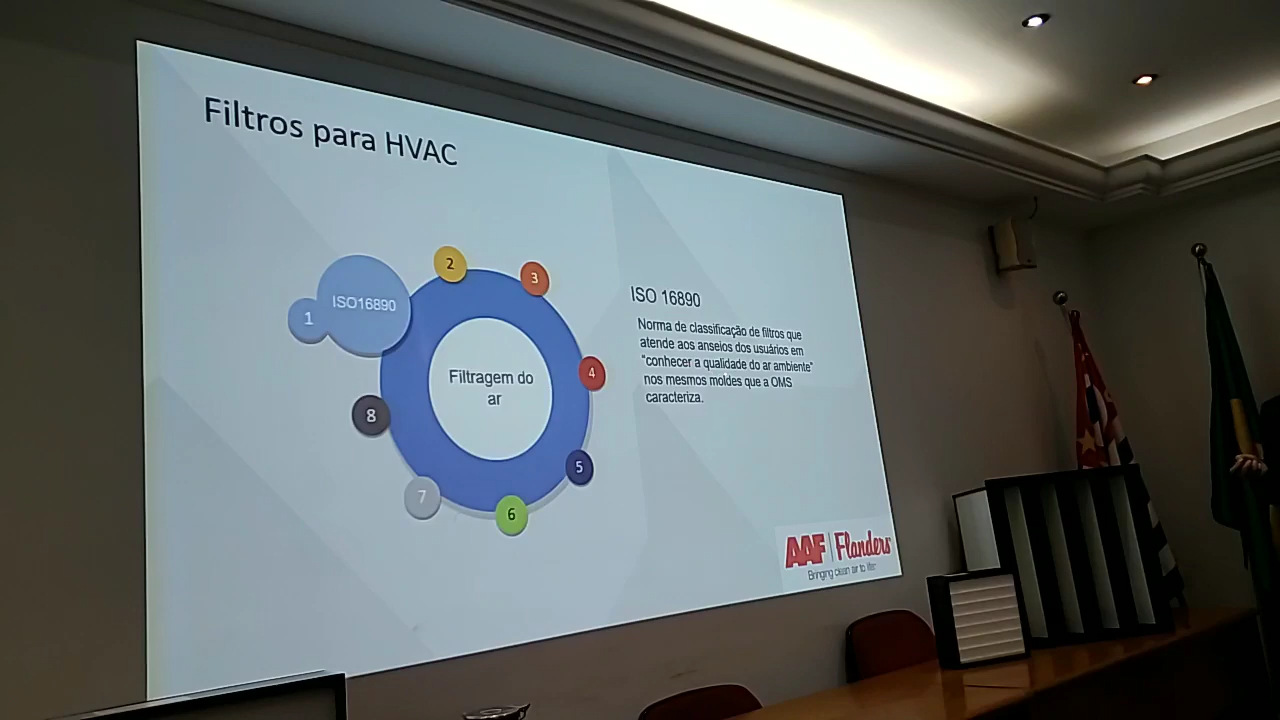 Filtros para HVAC
1
ISO16890
2
3
4
5
6
7
8
Filtragem do
ar
ISO 16890
Norma de classificação de filtros que
atende aos anseios dos usuários em
"conhecer a qualidade do ar ambiente"
nos mesmos moldes que a OMS
caracteriza.
AAF | Flanders
Bringing clean air to life